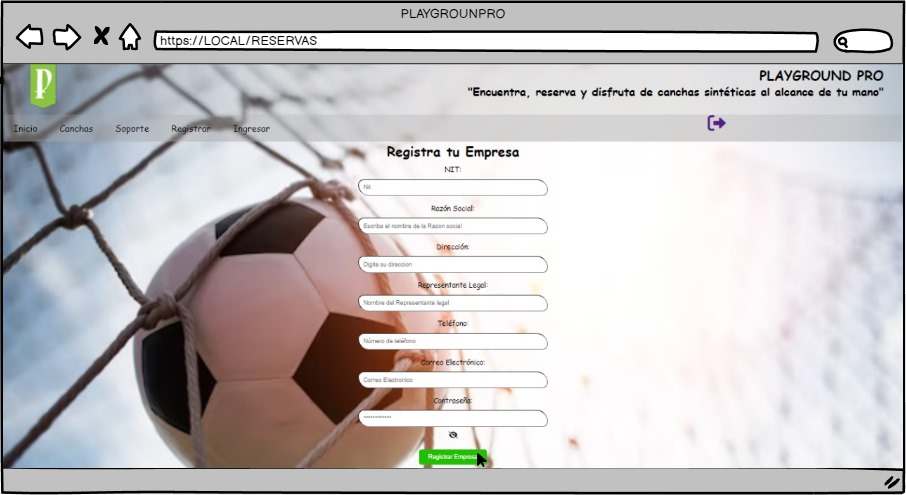 PLAYGROUNPRO
https://LOCAL/RESERVAS
P
PLAYGROUND PRO
"Encuentra, reserva y disfruta de canchas sintéticas al alcance de tu mano"
Inicio Canchas Soporte Registrar Ingresar
Registra tu Empresa
NIT:
Nit
Razón Social:
Escriba el nombre de la Razon social
Dirección:
Digite su direccion
Representante Legal:
Nombre del Representante legal
Teléfono:
Número de teléfono
Correo Electrónico:
Correo Electronico
Contraseña:
************
Registrar Empresa